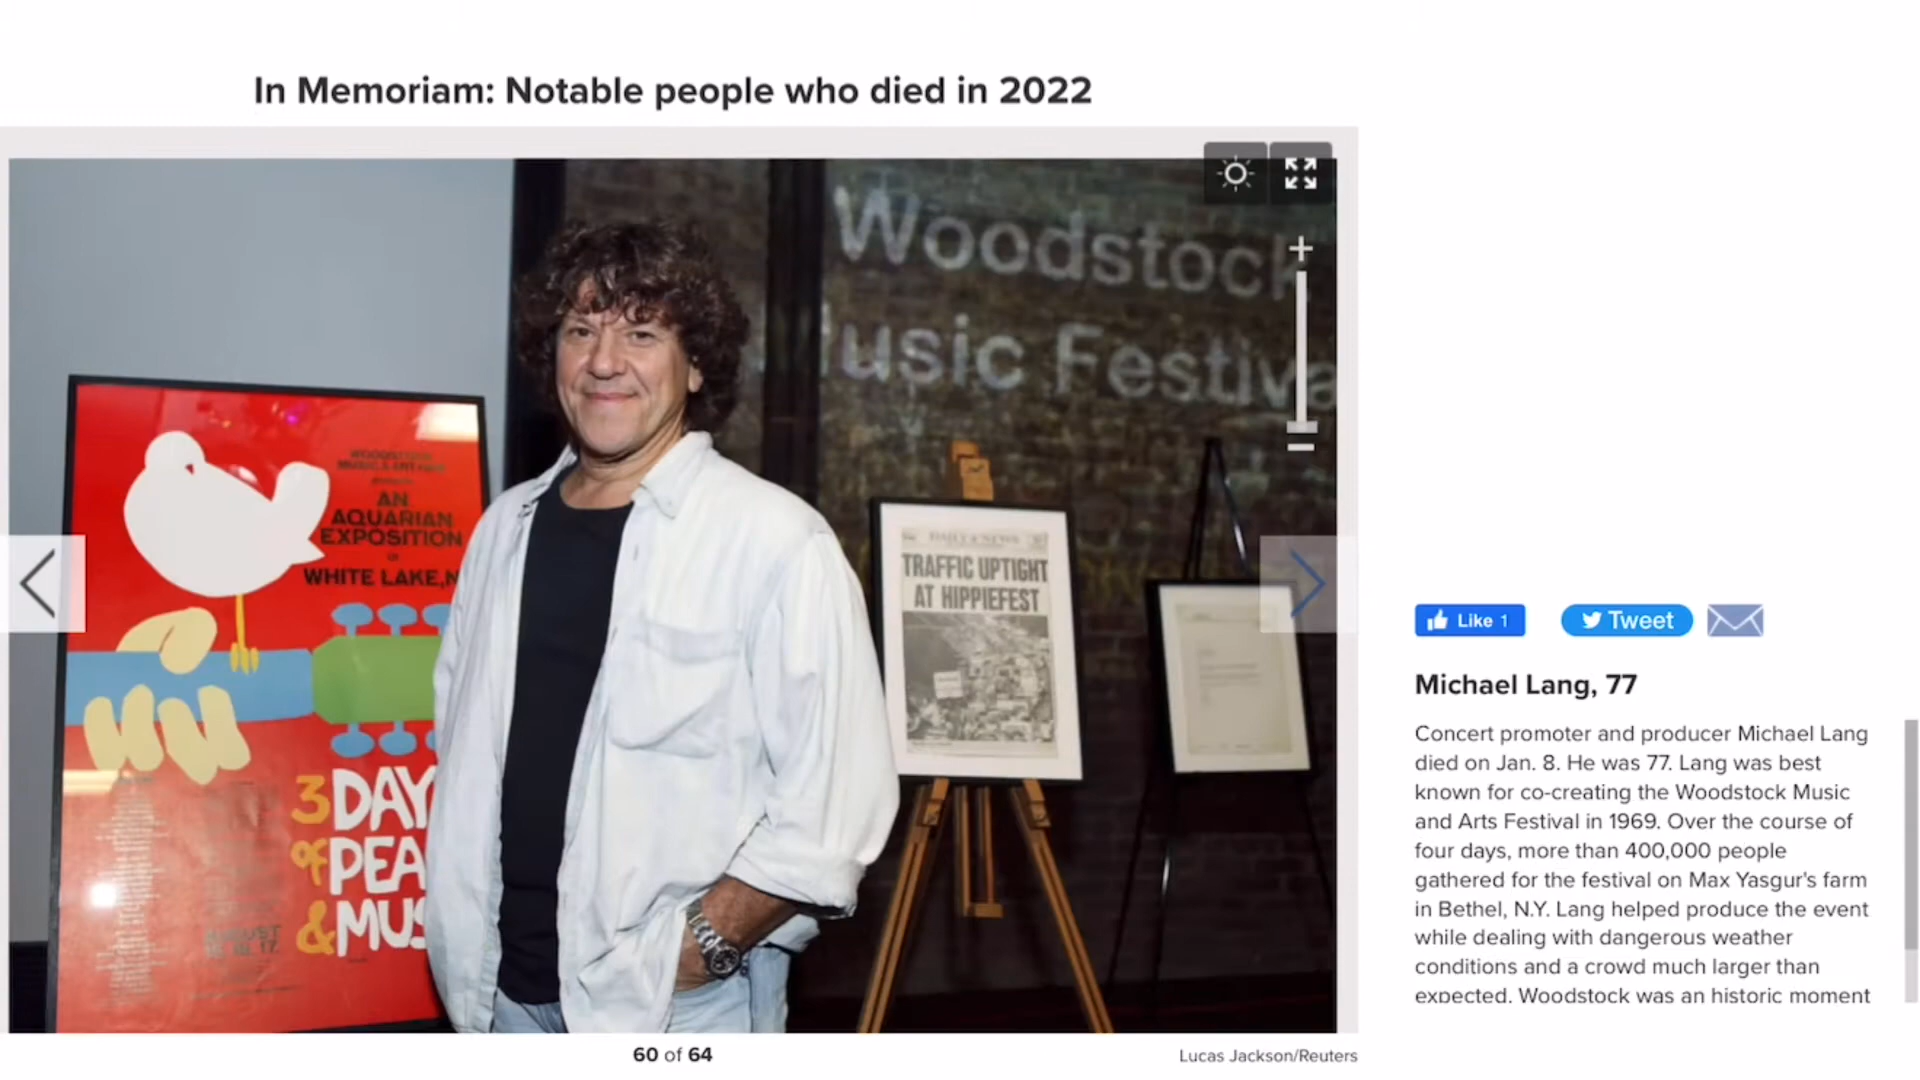 In Memoriam: Notable people who died in 2022
Woodstock
usic Festiva
AN
AQUARIAN
EXPOSITION
in
WHITE LAKE, N
3 DAY
of PEA
& MUS
AUGUST
DAILY NEWS
TRAFFIC UPTIGHT
AT HIPPIEFEST
60 of 64
Lucas Jackson/Reuters
Like 1
Tweet
Michael Lang, 77
Concert promoter and producer Michael Lang
died on Jan. 8. He was 77. Lang was best
known for co-creating the Woodstock Music
and Arts Festival in 1969. Over the course of
four days, more than 400,000 people
gathered for the festival on Max Yasgur's farm
in Bethel, N.Y. Lang helped produce the event
while dealing with dangerous weather
conditions and a crowd much larger than
expected. Woodstock was an historic moment